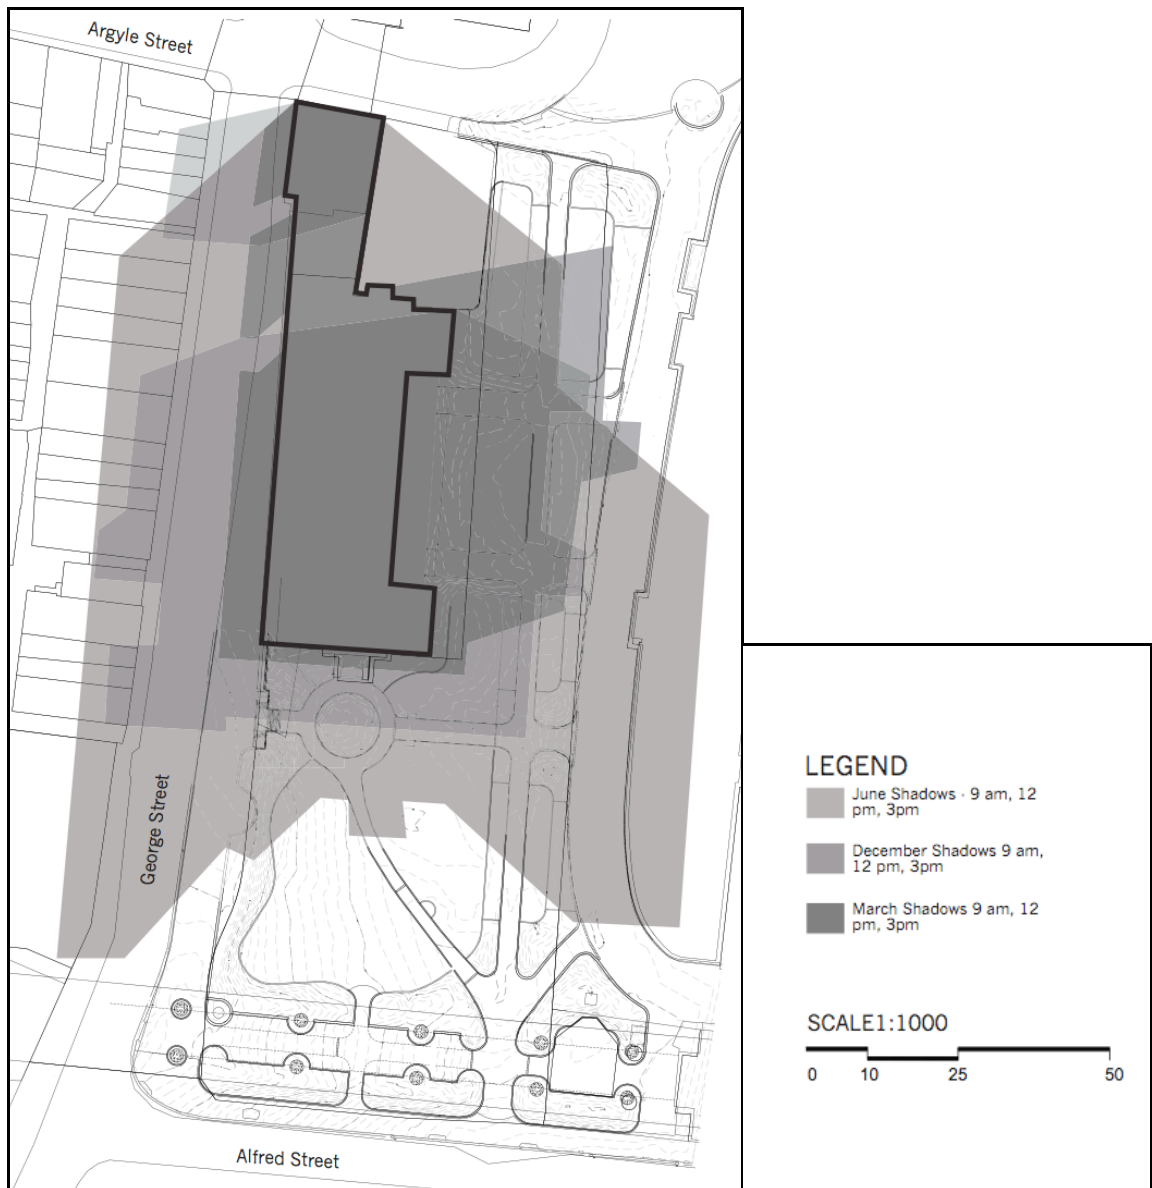 Argyle Street
George Street
Alfred Street
LEGEND
June Shadows - 9 am, 12
pm, 3pm
December Shadows 9 am,
12 pm, 3pm
March Shadows 9 am, 12
pm, 3pm
SCALE1:1000
0 10 25 50